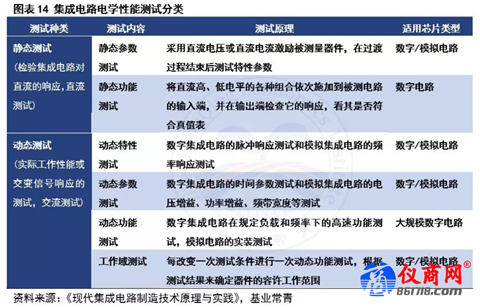 图表 14 集成电路电学性能测试分类
测试种类 测试内容 测试原理 适用芯片类型
静态测试 静态参数 采用直流电压或直流电流激励被测量器件，在过渡 数字/模拟电路
(检验集成电路对 测试 过程结束后测试特性参数
直流的响应,直流 静态功能 将直流高、低电平的各种组合依次施加到被测电路 数字电路
测试) 测试 的输入端，并在输出端检查它的响应，看其是否符
合真值表
动态测试 动态特性 数字集成电路的脉冲响应测试和模拟集成电路的频 数字/模拟电路
(实际工作性能或 测试 率响应测试
交变信号响应的 动态参数 数字集成电路的时间参数测试和模拟集成电路的电 数字/模拟电路
测试，交流测试) 测试 压增益、功率增益、频带宽度等测试
动态功能 数字集成电路在规定负载和频率下的高速功能测 大规模数字电路
测试 试，模拟电路的实装测试
工作域测试 每改变一次测试条件进行一次动态功能测试，根据 数字/模拟电路
测试结果来确定器件的容许工作范围
资料来源：《现代集成电路制造技术原理与实践》，基业常青
仪商网